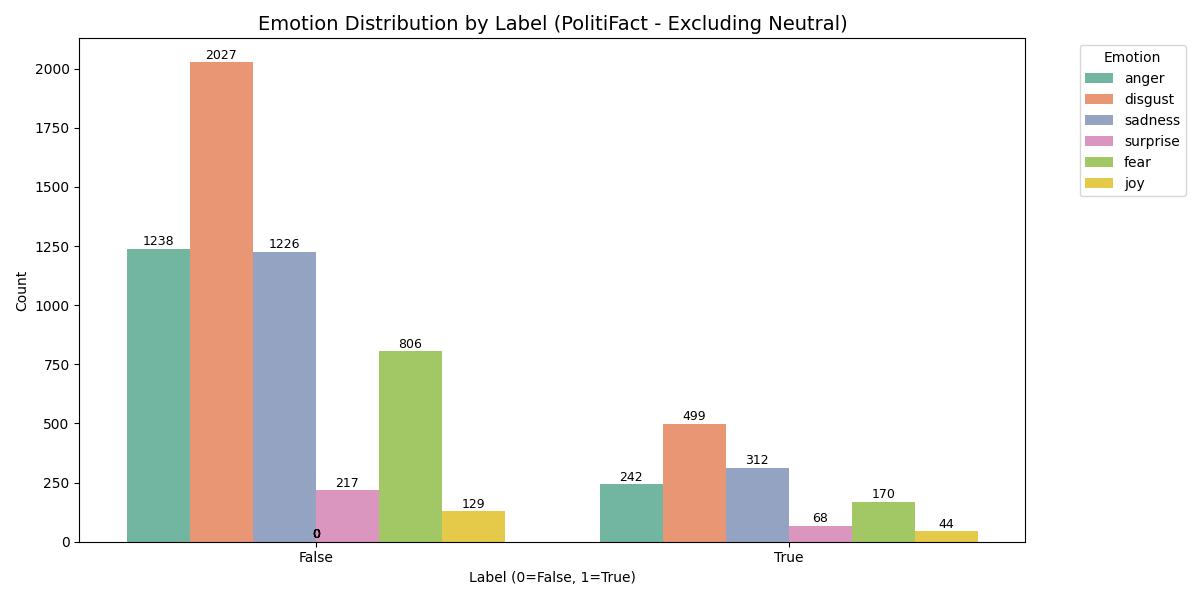 Emotion Distribution by Label (PolitiFact - Excluding Neutral)
Emotion
anger
disgust
sadness
surprise
fear
joy
Count
2000
1750
1500
1250
1000
750
500
250
0
1238
2027
1226
0
217
806
129
242
499
312
68
170
44
False
True
Label (0=False, 1=True)